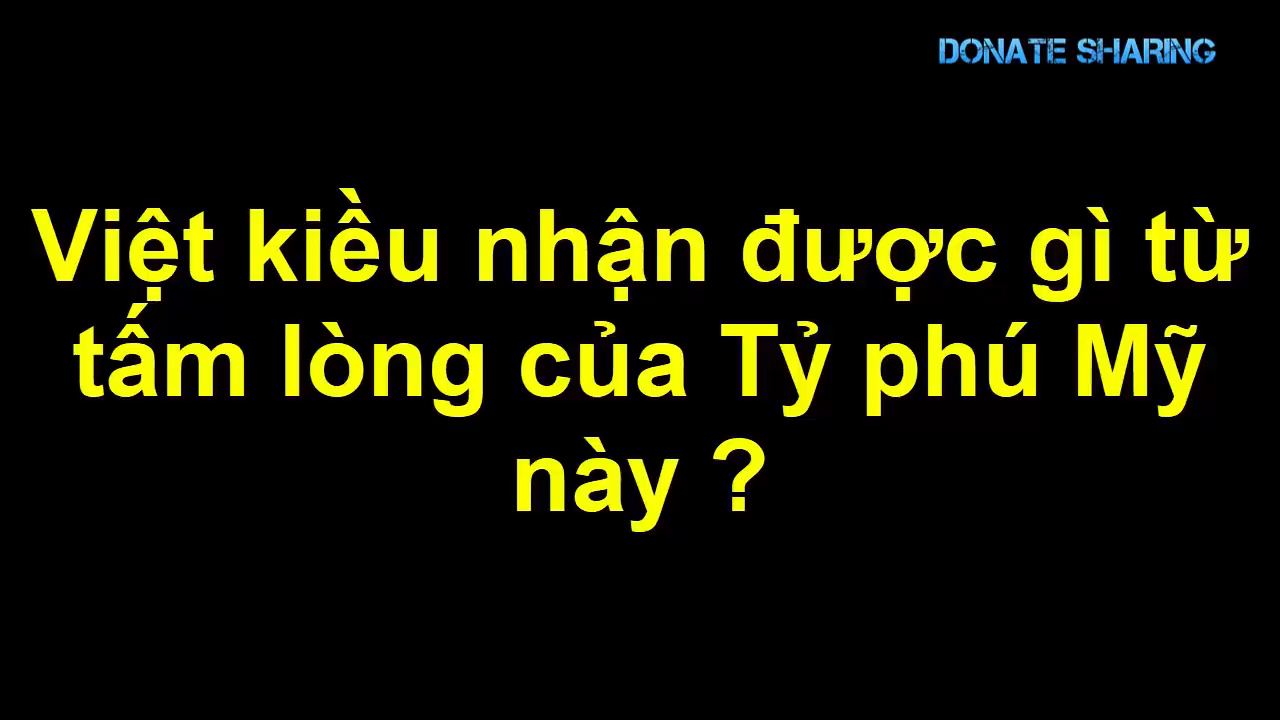 DONATE SHARING
Việt kiều nhận được gì từ
tấm lòng của Tỷ phú Mỹ
này ?